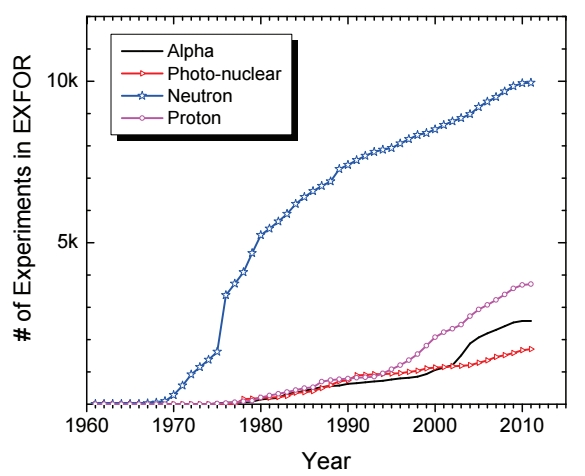 10k
5k
# of Experiments in EXFOR
Alpha
Photo-nuclear
Neutron
Proton
1960 1970 1980 1990 2000 2010
Year